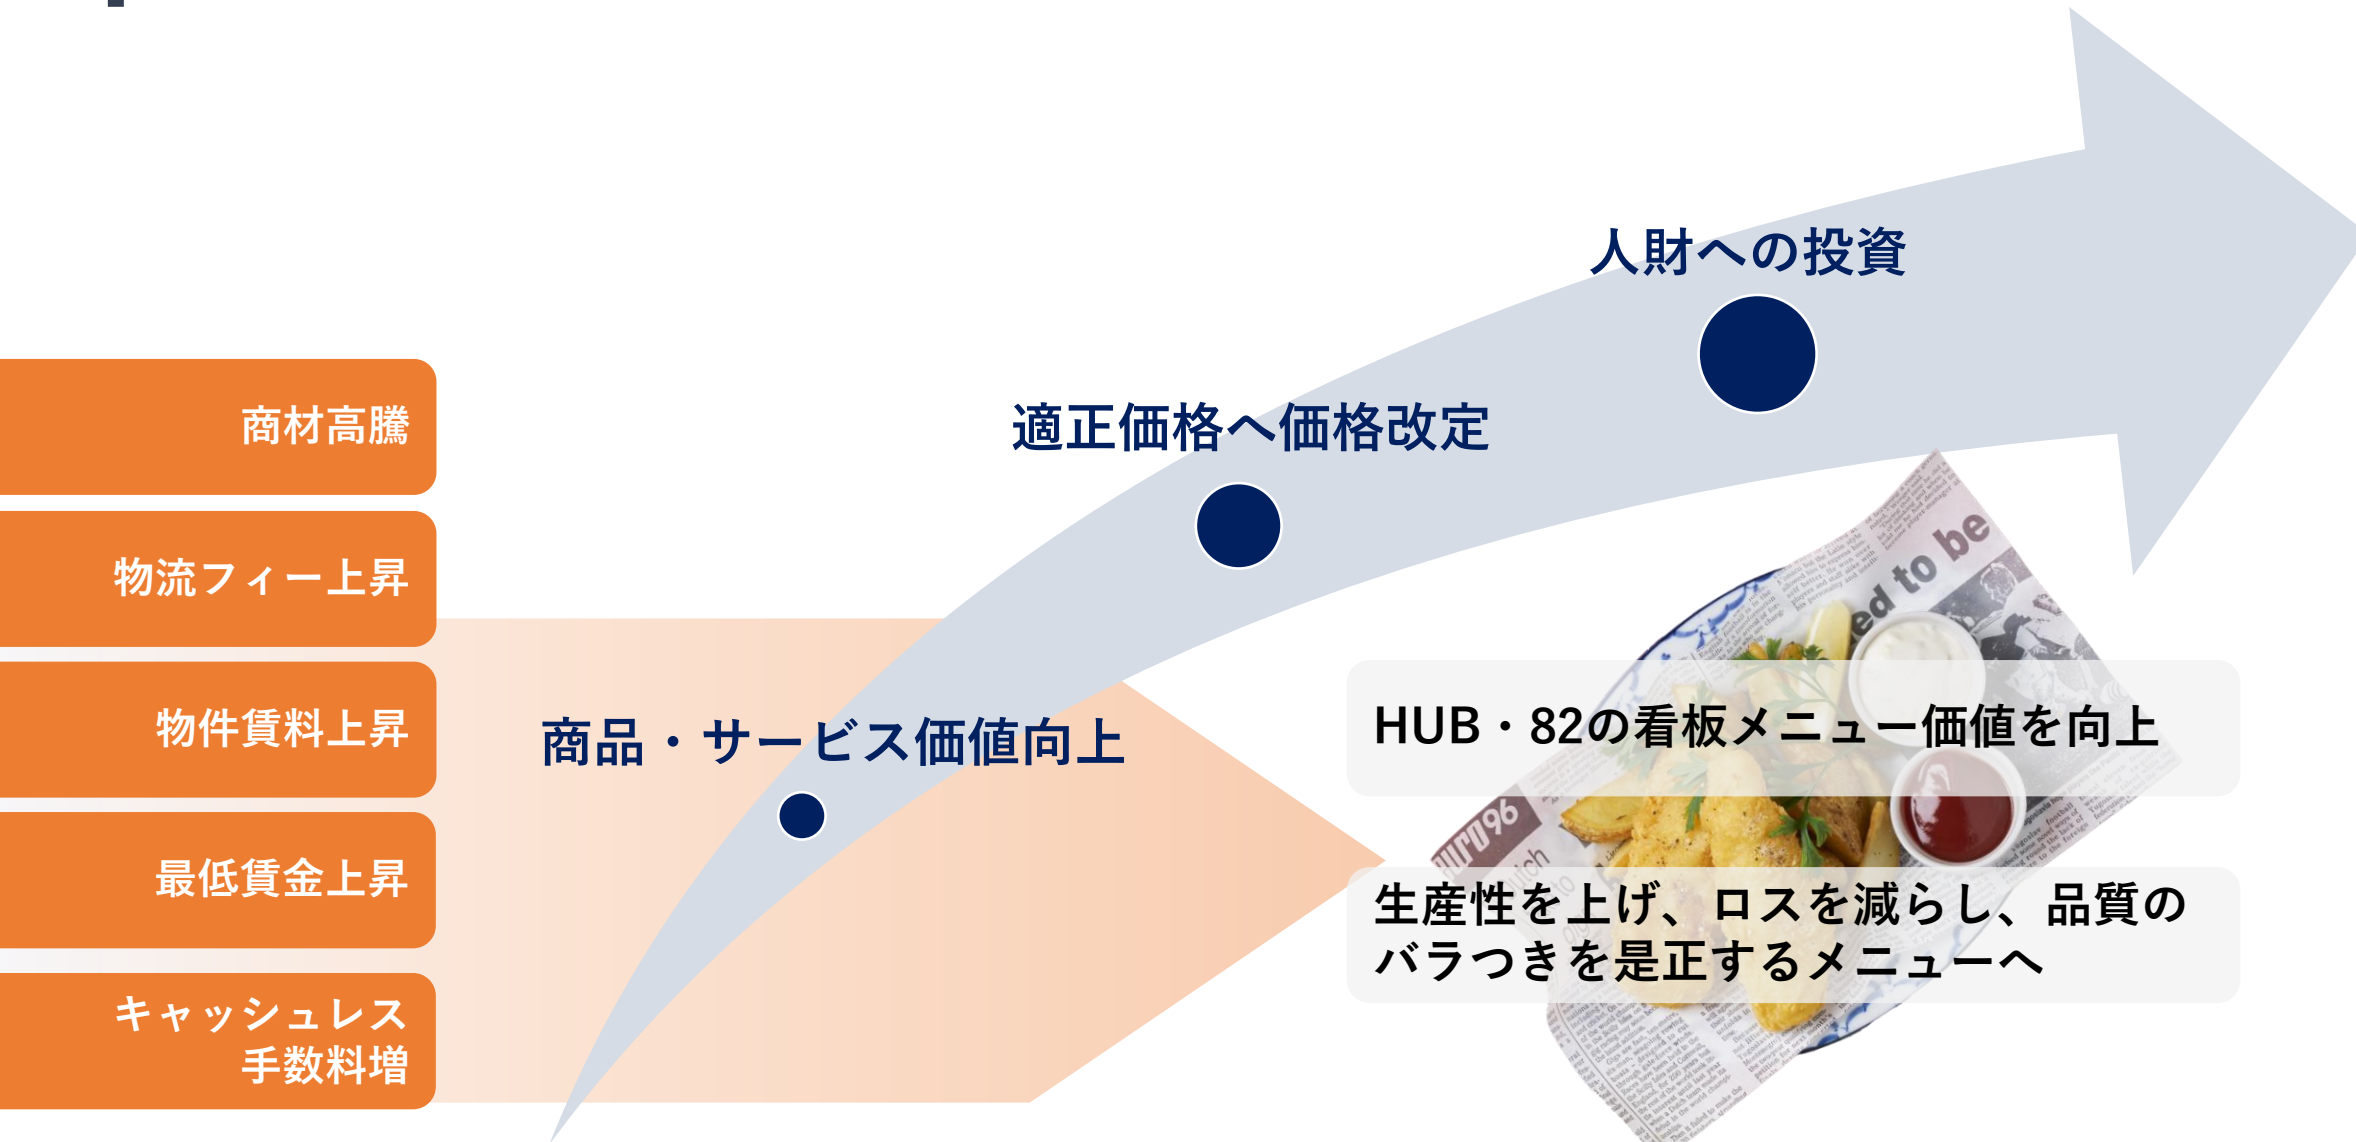 人財への投資
適正価格へ価格改定
商品・サービス価値向上
商材高騰
物流フィー上昇
物件賃料上昇
最低賃金上昇
キャッシュレス
手数料増
ed to be
HUB・82の看板メニュー価値を向上
生産性を上げ、ロスを減らし、品質の
バラつきを是正するメニューへ